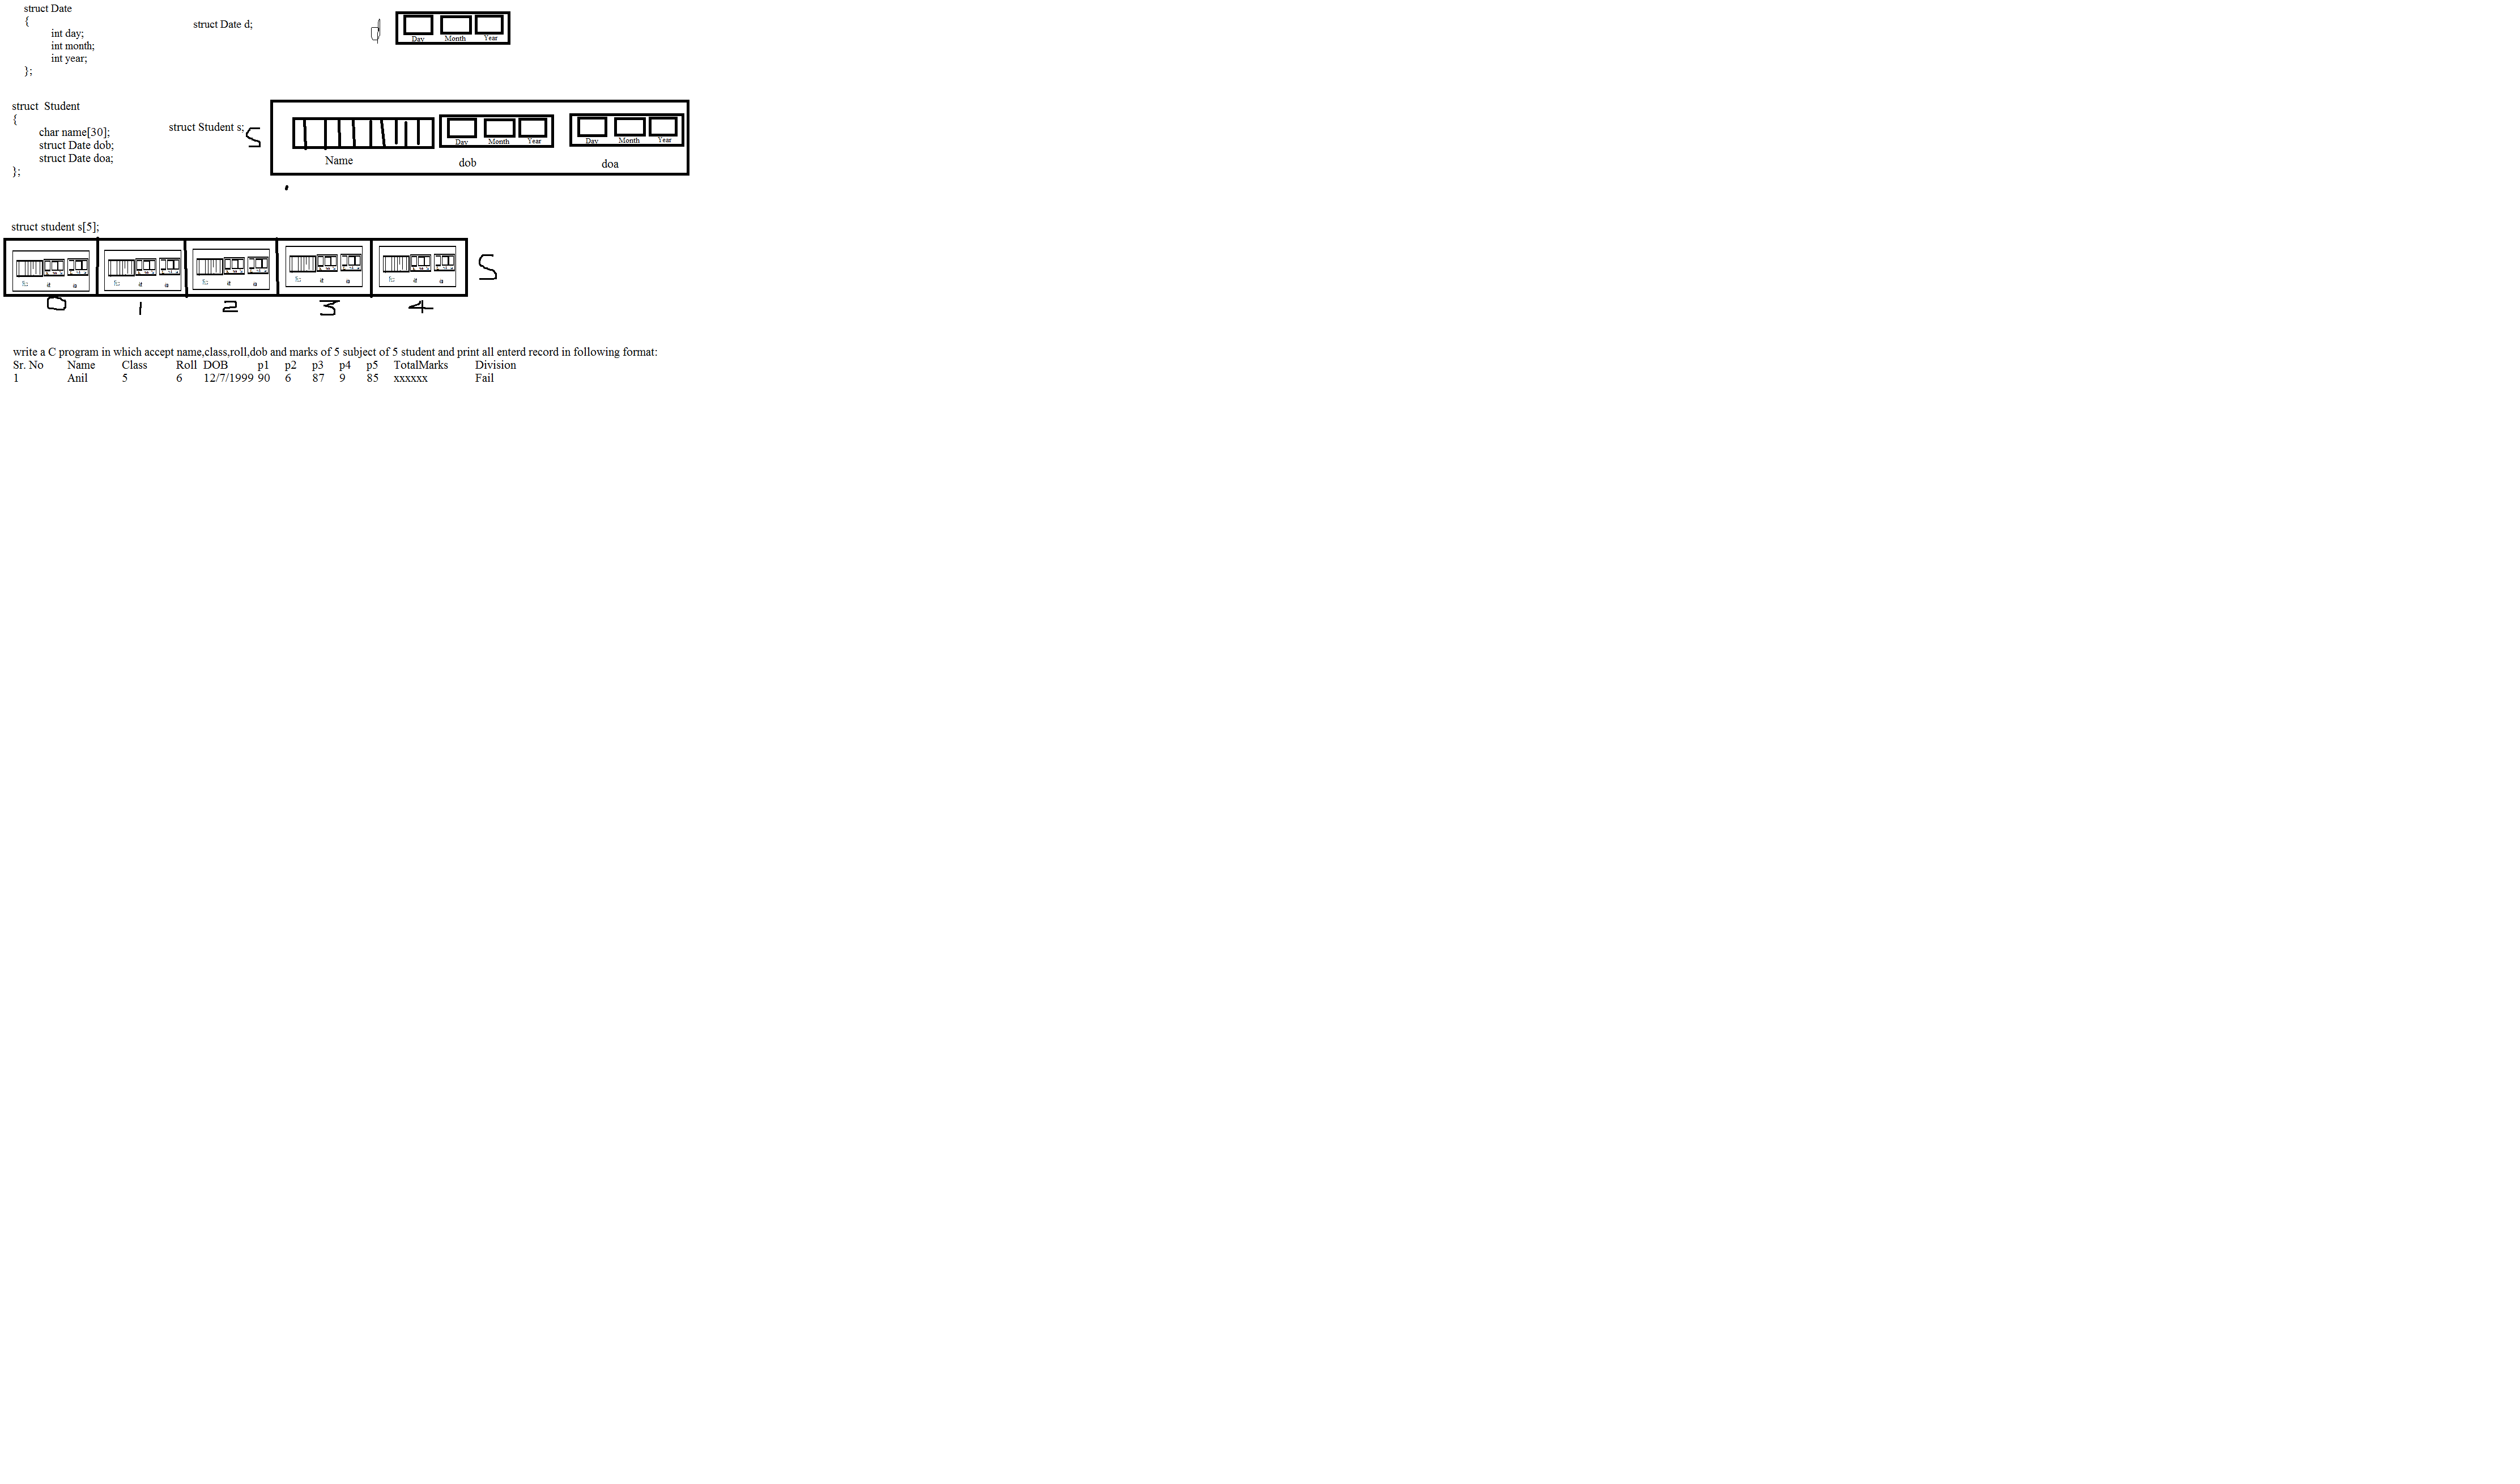 struct Date
{
int day;
int month;
int year;
};
struct Date d;
d
Day Month Year
struct  Student
{
char name[30];
struct Date dob;
struct Date doa;
};
struct Student s;
S
Day Month Year
Day Month Year
Name
dob
doa
struct student s[5];
S
0 1 2 3 4
write a C program in which accept name,class,roll,dob and marks of 5 subject of 5 student and print all enterd record in following format:
Sr. No Name Class Roll DOB p1 p2 p3 p4 p5 TotalMarks Division
1 Anil 5 6 12/7/1999 90 6 87 9 85 xxxxxx Fail